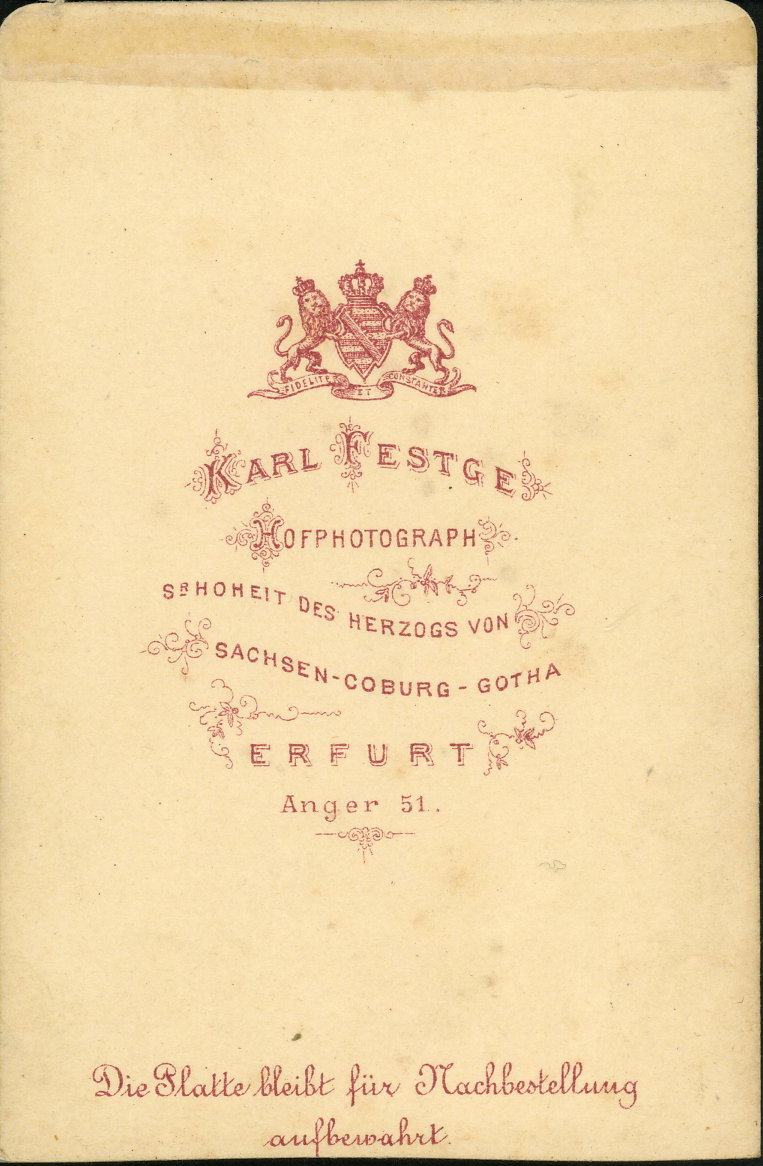 FIDELITER ET CONSTANTER
KARL FESTGE
HOFPHOTOGRAPH
SR HOHEIT DES HERZOGS VON
SACHSEN-COBURG-GOTHA
ERFURT
Anger 51.
Die Platte bleibt für Nachbestellung
aufbewahrt.